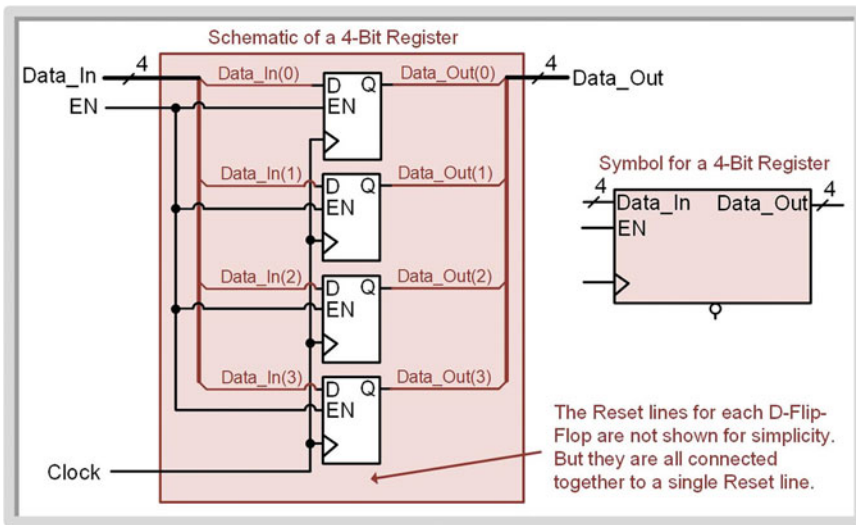 Schematic of a 4-Bit Register
Data_In 4
EN
Data_In(0)
D Q
EN
Data_Out(0)
4 Data_Out
Data_In(1)
D Q
EN
Data_Out(1)
Data_In(2)
D Q
EN
Data_Out(2)
Data_In(3)
D Q
EN
Data_Out(3)
Clock
Symbol for a 4-Bit Register
4 Data_In Data_Out 4
EN
The Reset lines for each D-Flip-
Flop are not shown for simplicity.
But they are all connected
together to a single Reset line.